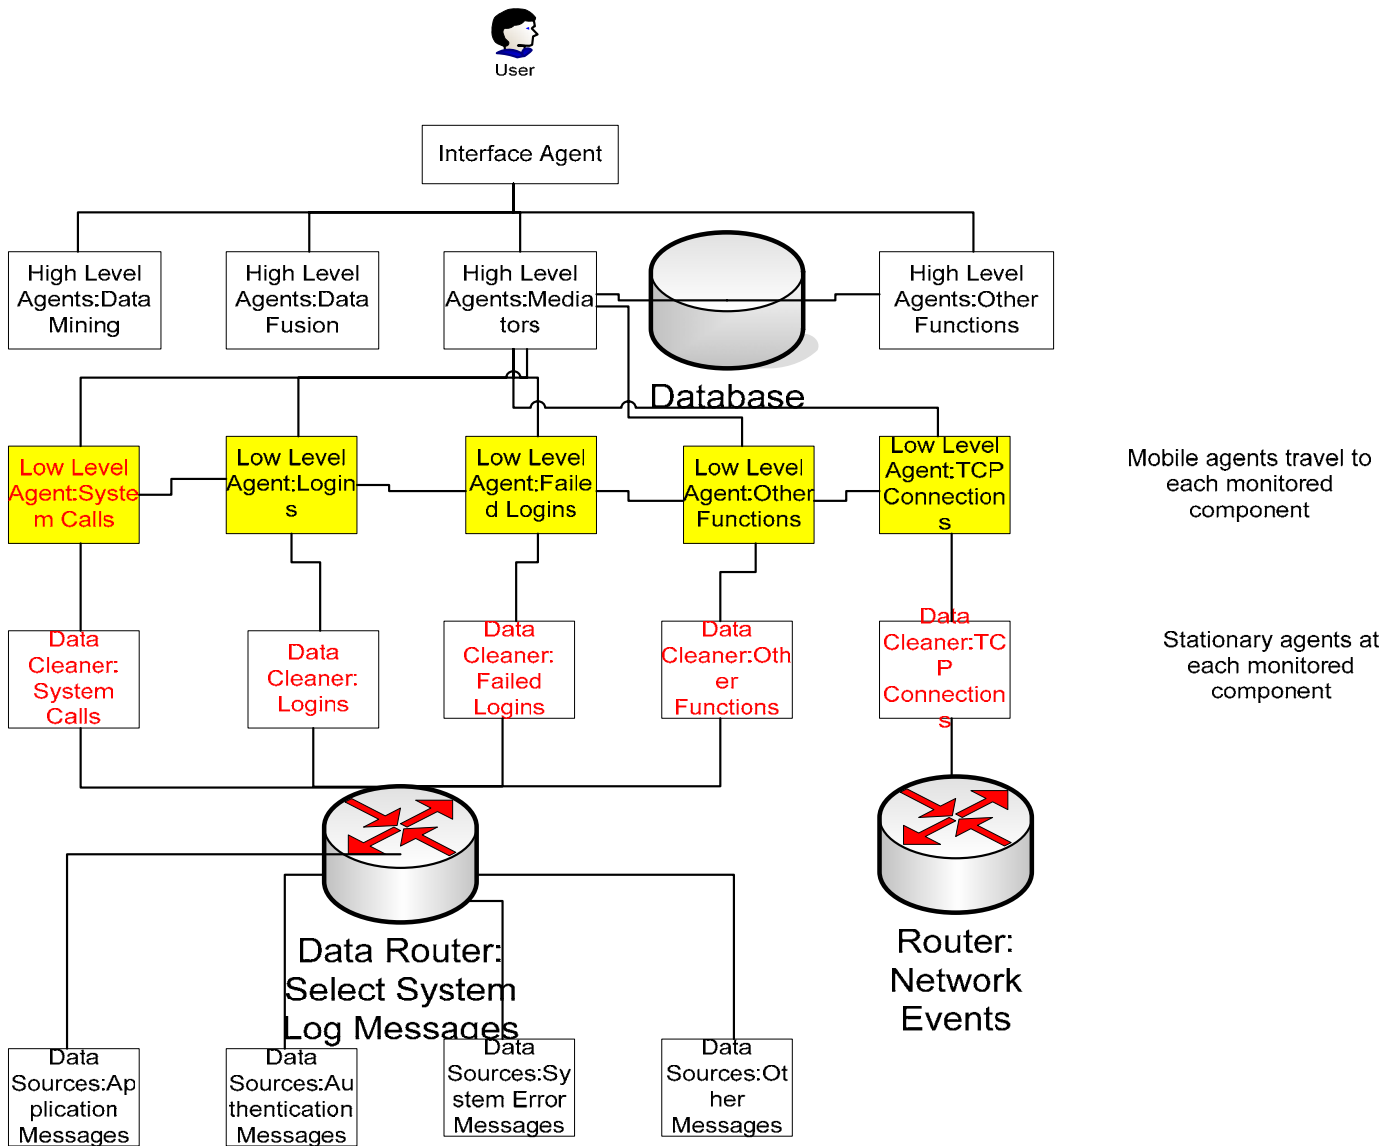 User
Interface Agent
High Level
Agents:Data
Mining
High Level
Agents:Data
Fusion
High Level
Agents:Media
tors
High Level
Agents:Other
Functions
Database
Low Level
Agent:Syste
m Calls
Low Level
Agent:Login
s
Low Level
Agent:Faile
d Logins
Low Level
Agent:Other
Functions
Low Level
Agent:TCP
Connection
s
Mobile agents travel to
each monitored
component
Data
Cleaner:
System
Calls
Data
Cleaner:
Logins
Data
Cleaner:
Failed
Logins
Data
Cleaner:Oth
er
Functions
Data
Cleaner:TC
P
Connection
s
Stationary agents at
each monitored
component
Data Router:
Select System
Log Messages
Router:
Network
Events
Data
Sources:Ap
plication
Messages
Data
Sources:Au
thentication
Messages
Data
Sources:Sy
stem Error
Messages
Data
Sources:Ot
her
Messages